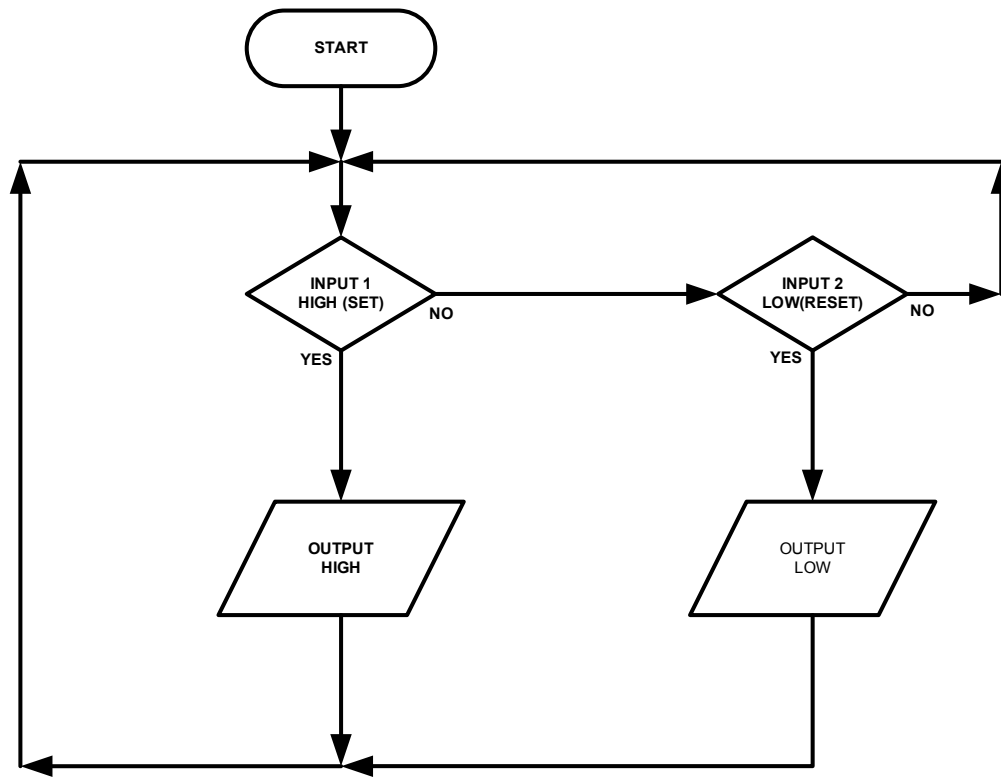 START
INPUT 1
HIGH (SET)
NO
YES
INPUT 2
LOW(RESET)
NO
YES
OUTPUT
HIGH
OUTPUT
LOW